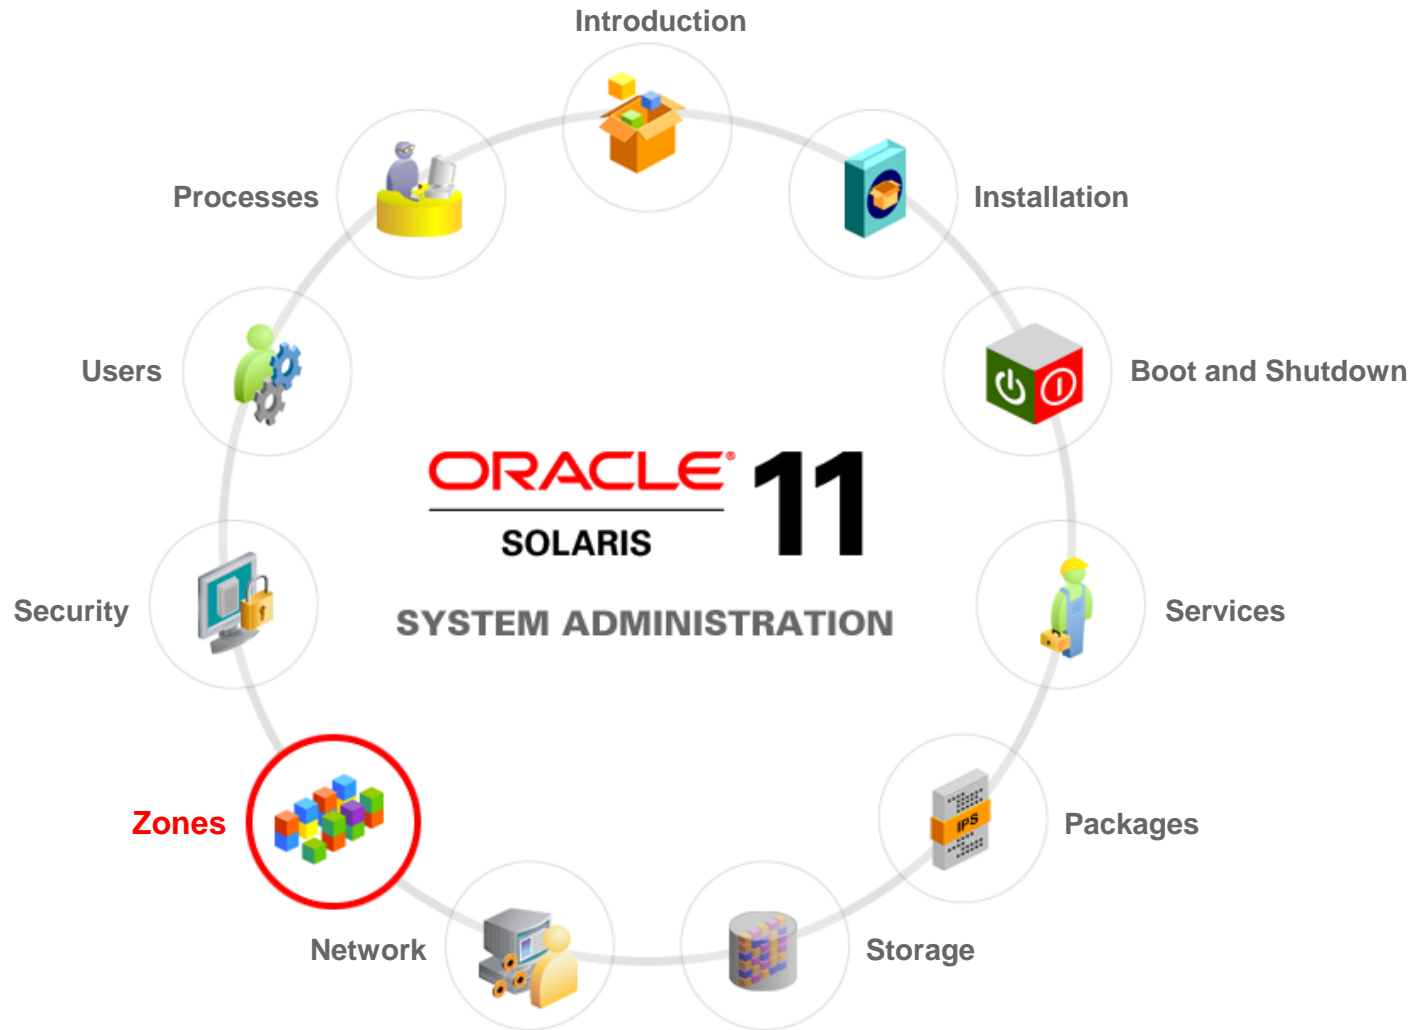 Introduction
Processes
Installation
Users
Boot and Shutdown
ORACLE® 11
SOLARIS
SYSTEM ADMINISTRATION
Security
Services
Zones
IPS
Packages
Network
Storage